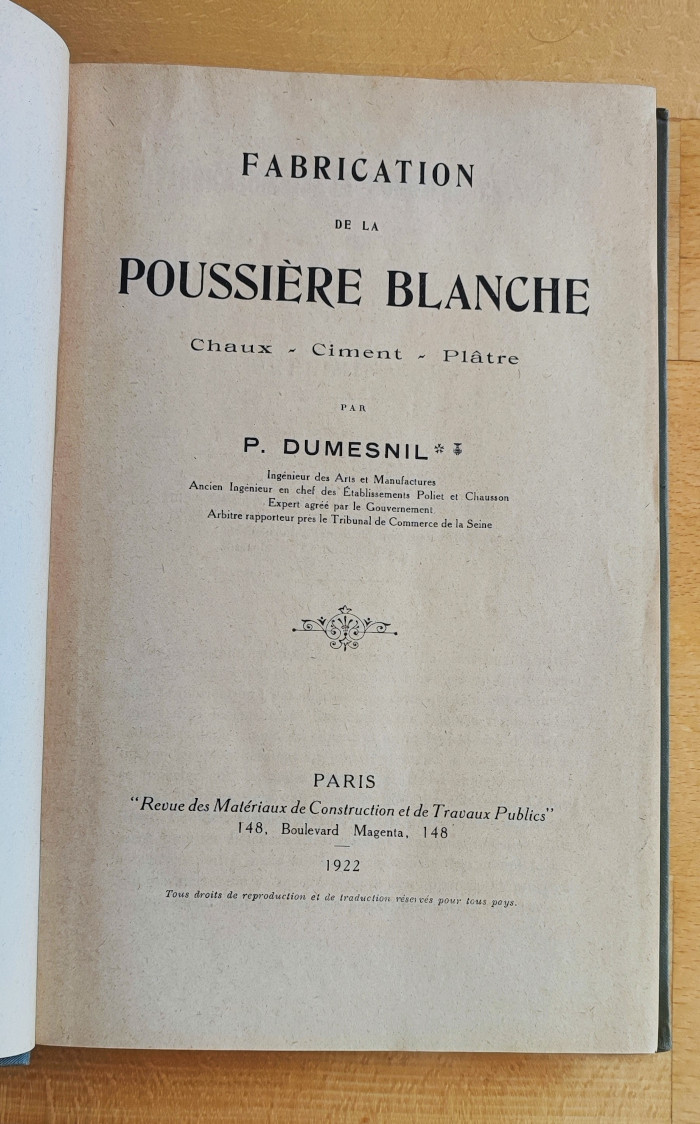 FABRICATION
DE LA
POUSSIÈRE BLANCHE
Chaux - Ciment - Plâtre
PAR
P. DUMESNIL
Ingénieur des Arts et Manufactures
Ancien Ingénieur en chef des Établissements Poliet et Chausson
Expert agréé par le Gouvernement
Arbitre rapporteur près le Tribunal de Commerce de la Seine
PARIS
"Revue des Matériaux de Construction et de Travaux Publics"
148, Boulevard Magenta, 148
1922
Tous droits de reproduction et de traduction réservés pour tous pays.